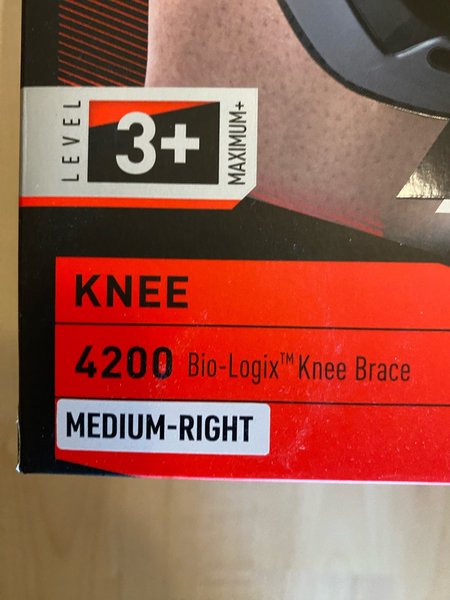 LEVEL
3+
MAXIMUM+
KNEE
4200 Bio-Logix™ Knee Brace
MEDIUM-RIGHT